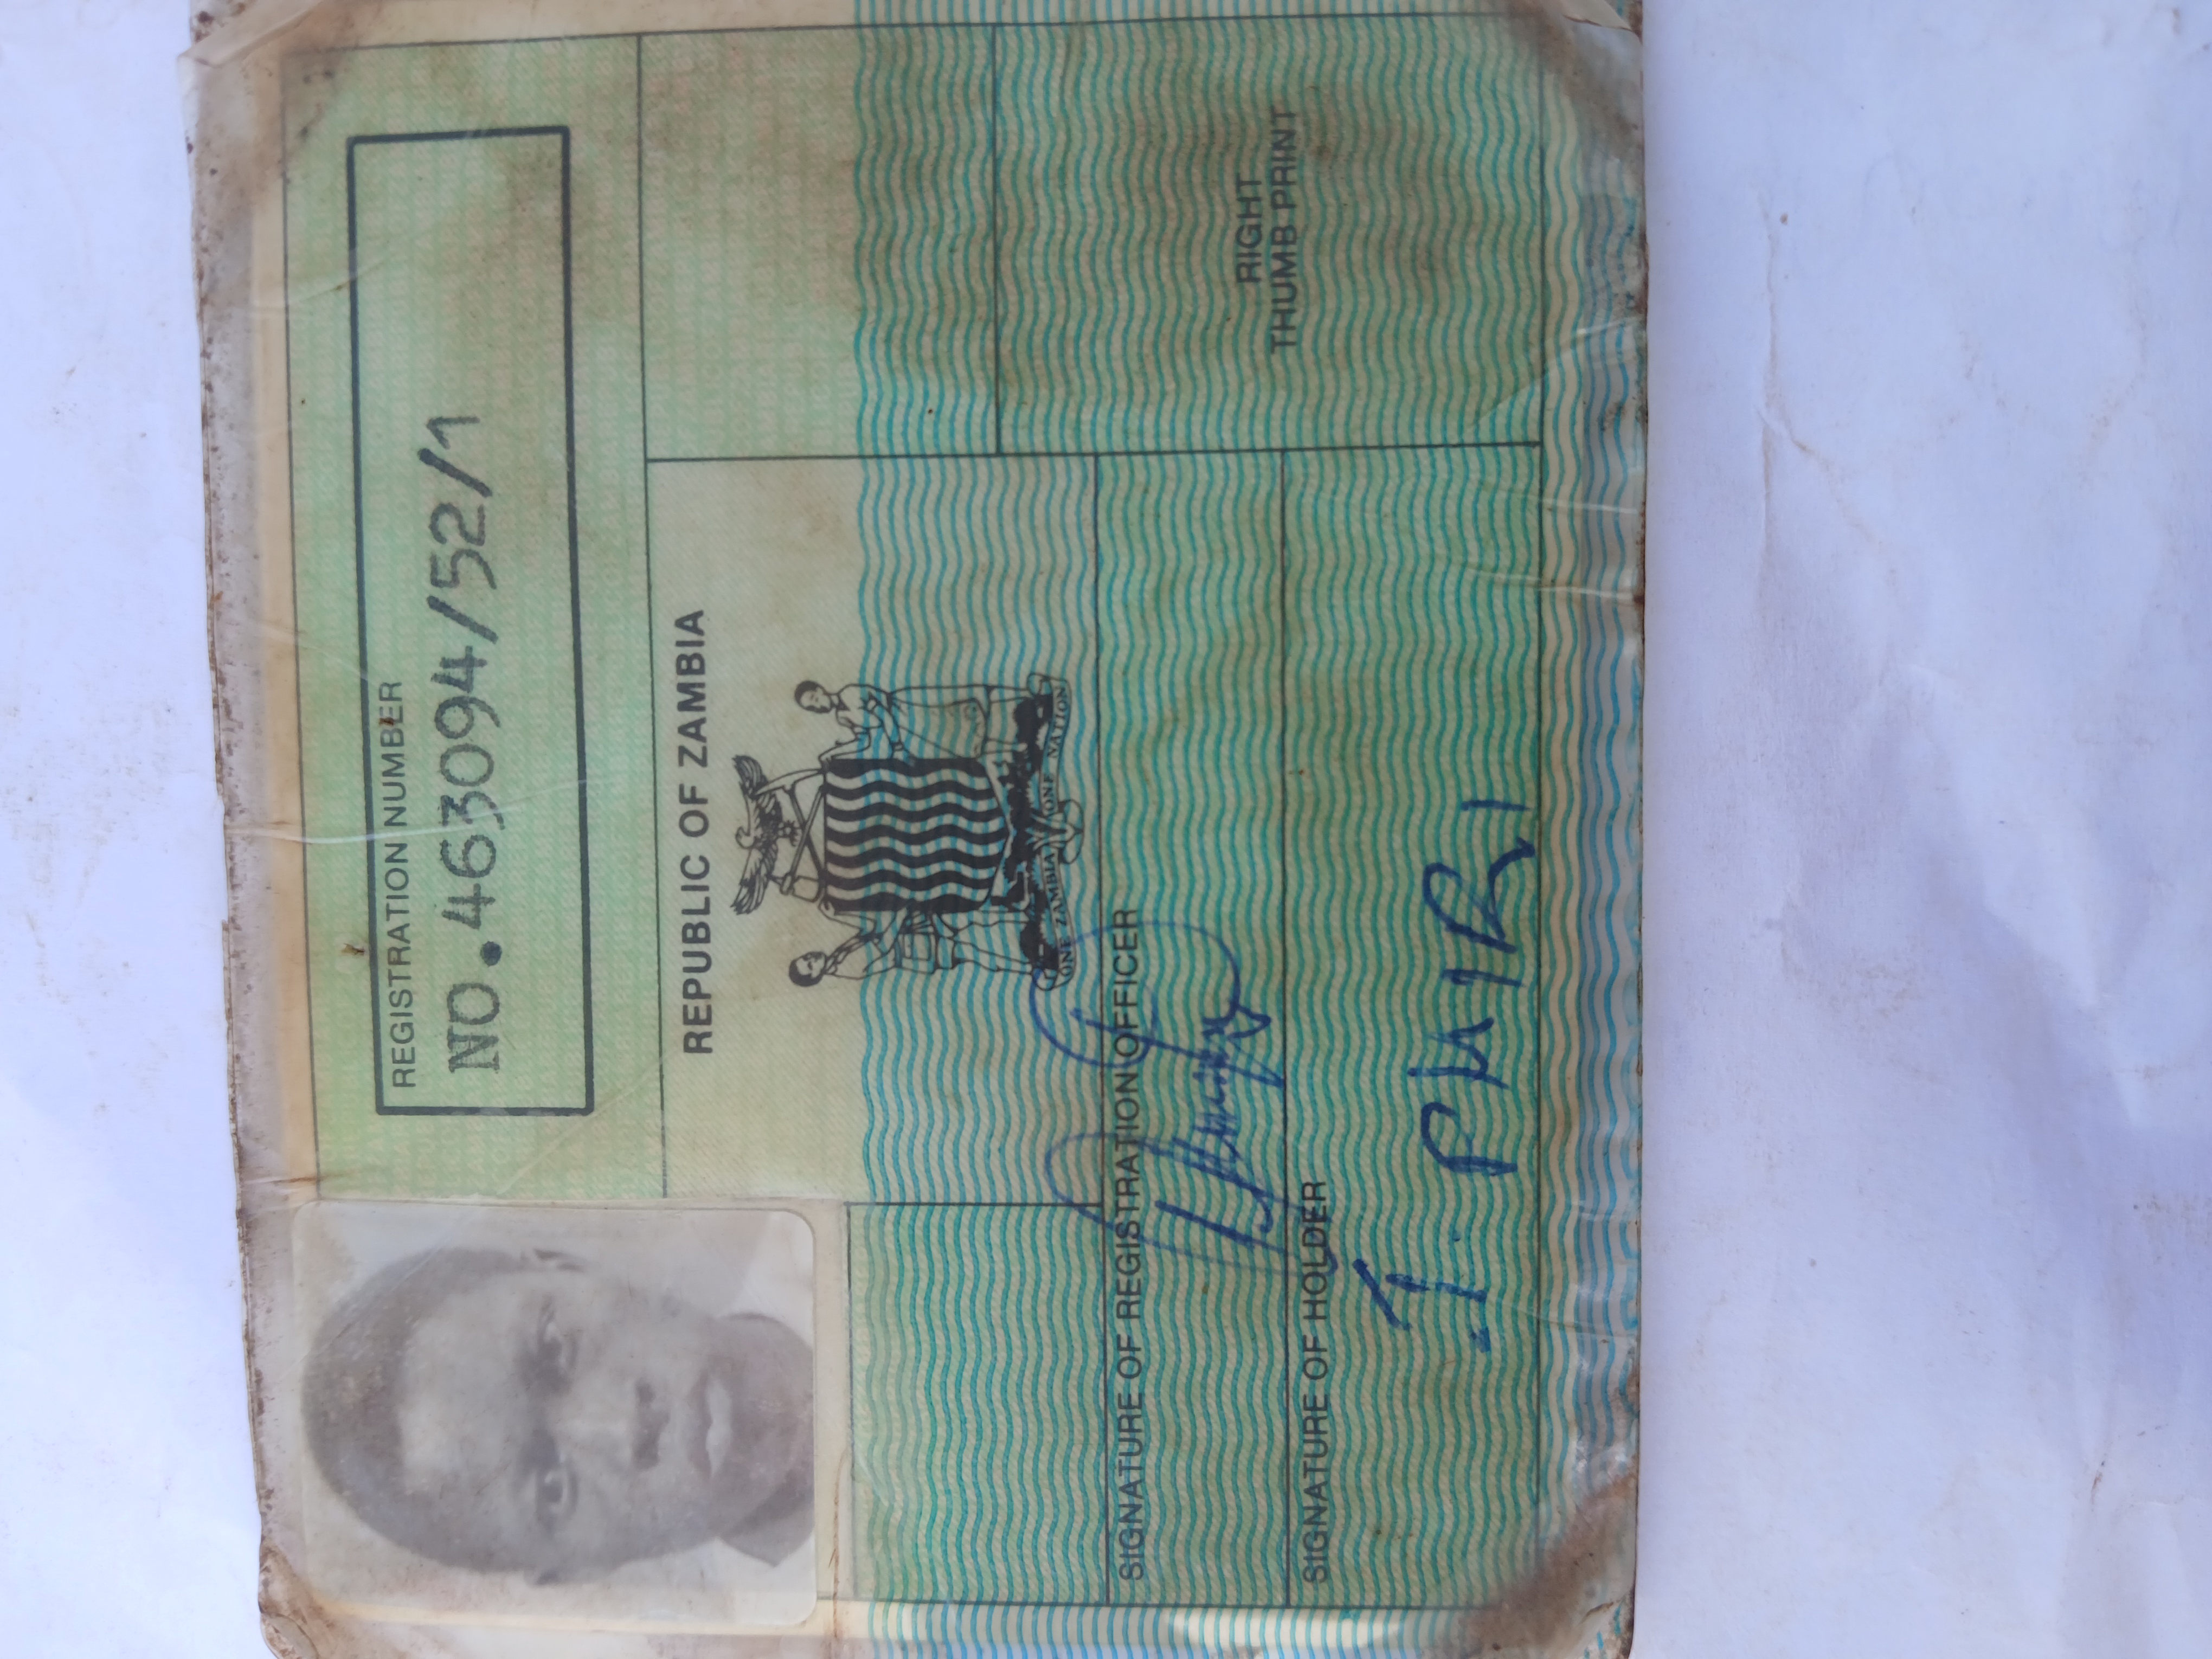 REGISTRATION NUMBER
NO.463094/52/1
REPUBLIC OF ZAMBIA
ONE ZAMBIA ONE NATION
SIGNATURE OF REGISTRATION OFFICER
SIGNATURE OF HOLDER
J. PHIRI
RIGHT
THUMB PRINT